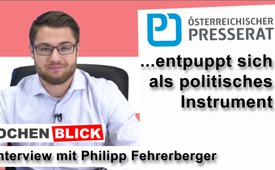 ÖSTERREICHISCHER
PRESSERAT
...entpuppt sich
als politisches
Instrument
OCHENBLICK
Interview mit Philipp Fehrerberger